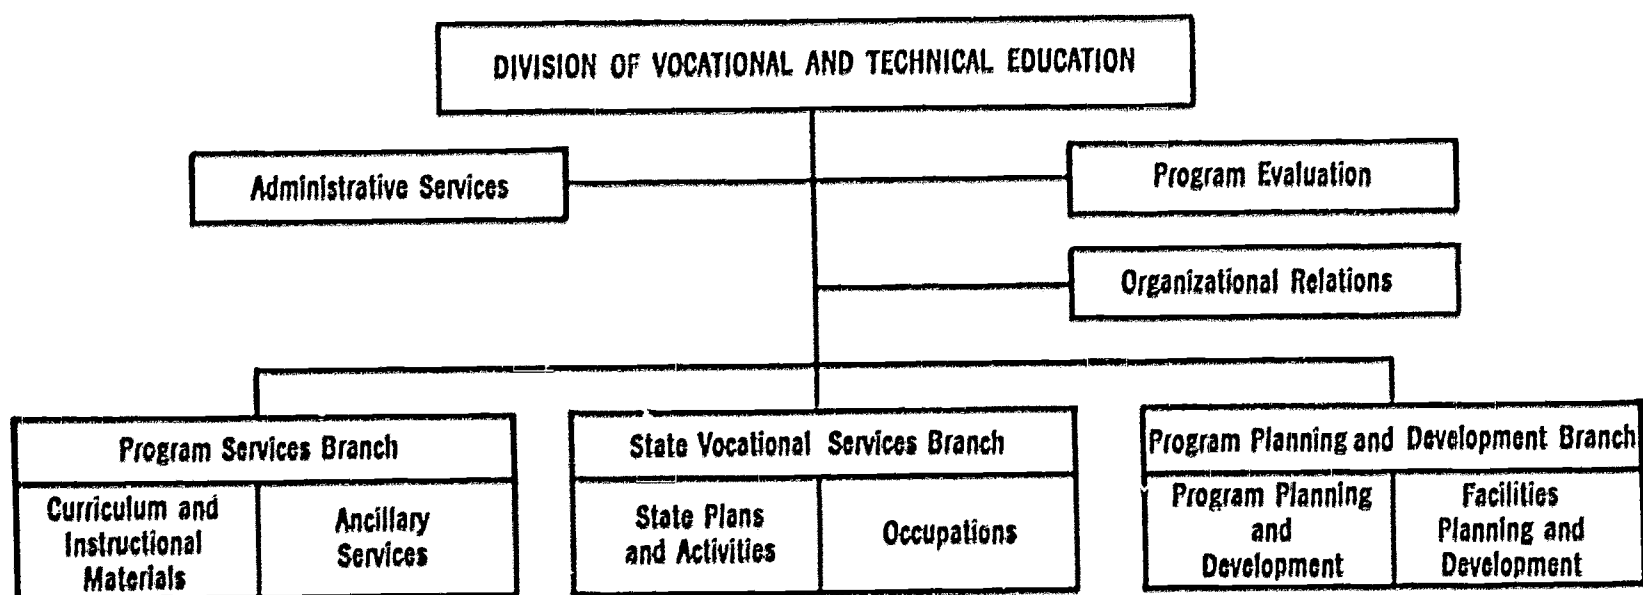 DIVISION OF VOCATIONAL AND TECHNICAL EDUCATION
Administrative Services
Program Evaluation
Organizational Relations
Program Services Branch
Curriculum and
Instructional
Materials
Ancillary
Services
State Vocational Services Branch
State Plans
and Activities
Occupations
Program Planning and Development Branch
Program Planning
and
Development
Facilities
Planning and
Development